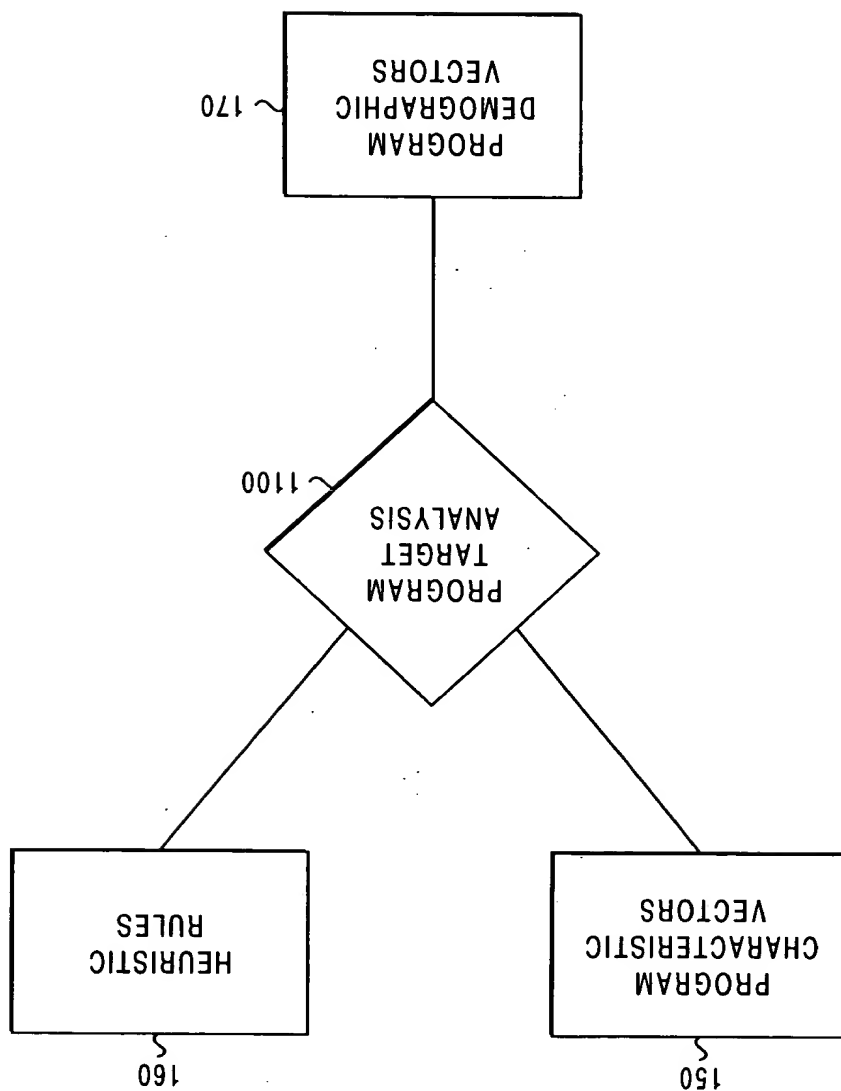 150
160
PROGRAM
CHARACTERISTIC
VECTORS
HEURISTIC
RULES
PROGRAM
TARGET
ANALYSIS
1100
PROGRAM
DEMOGRAPHIC
VECTORS
170